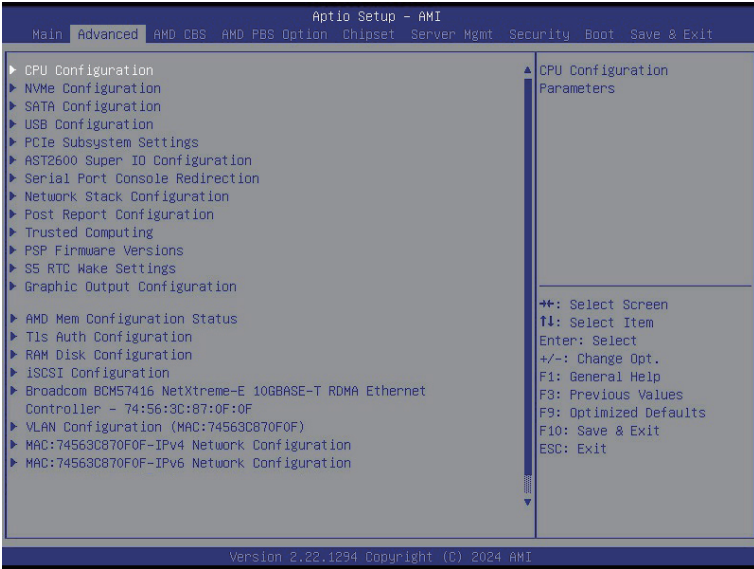 Aptio Setup – AMI
Main Advanced AMD CBS AMD PBS Option Chipset Server Mgmt Security Boot Save & Exit
CPU Configuration
NVMe Configuration
SATA Configuration
USB Configuration
PCIe Subsystem Settings
AST2600 Super IO Configuration
Serial Port Console Redirection
Network Stack Configuration
Post Report Configuration
Trusted Computing
PSP Firmware Versions
S5 RTC Wake Settings
Graphic Output Configuration
AMD Mem Configuration Status
Tls Auth Configuration
RAM Disk Configuration
iSCSI Configuration
Broadcom BCM57416 NetXtreme-E 10GBASE-T RDMA Ethernet
Controller – 74:56:3C:87:0F:0F
VLAN Configuration (MAC:74563C870F0F)
MAC:74563C870F0F-IPv4 Network Configuration
MAC:74563C870F0F-IPv6 Network Configuration
CPU Configuration
Parameters
→←: Select Screen
↑↓: Select Item
Enter: Select
+/-: Change Opt.
F1: General Help
F3: Previous Values
F9: Optimized Defaults
F10: Save & Exit
ESC: Exit
Version 2.22.1294 Copyright (C) 2024 AMI